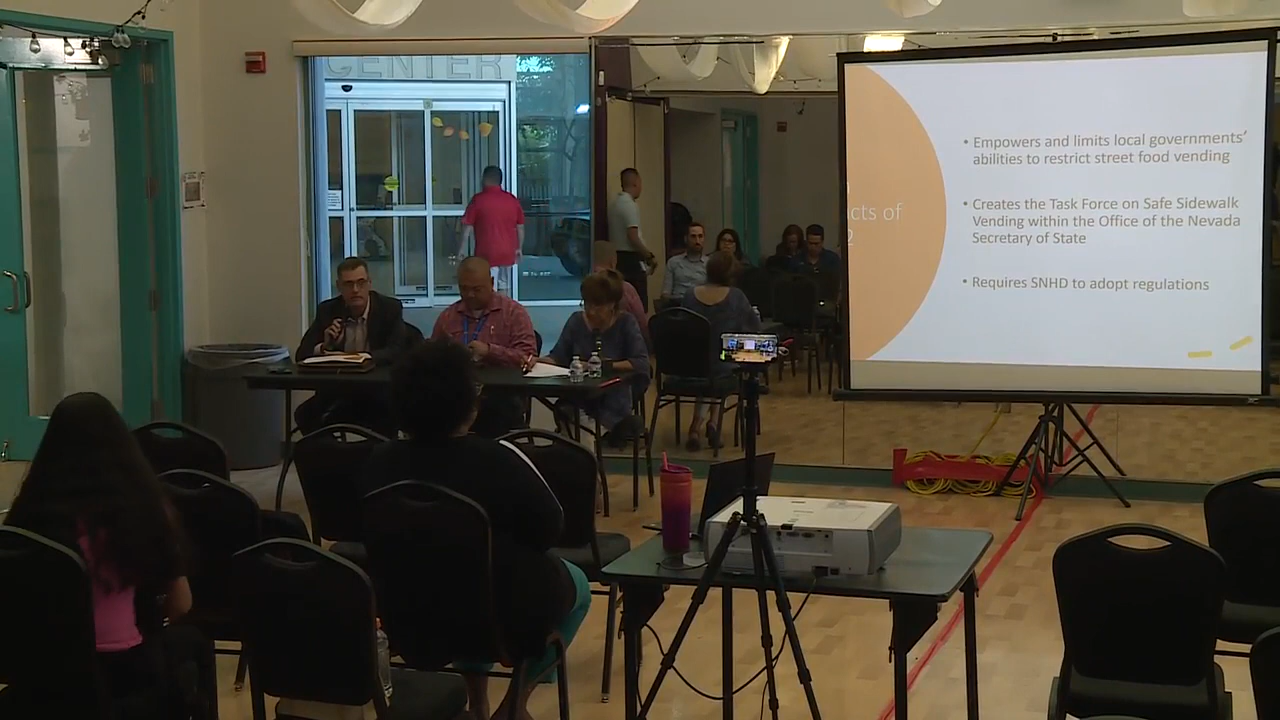 CENTER
• Empowers and limits local governments'
abilities to restrict street food vending
• Creates the Task Force on Safe Sidewalk
Vending within the Office of the Nevada
Secretary of State
• Requires SNHD to adopt regulations
cts of
2